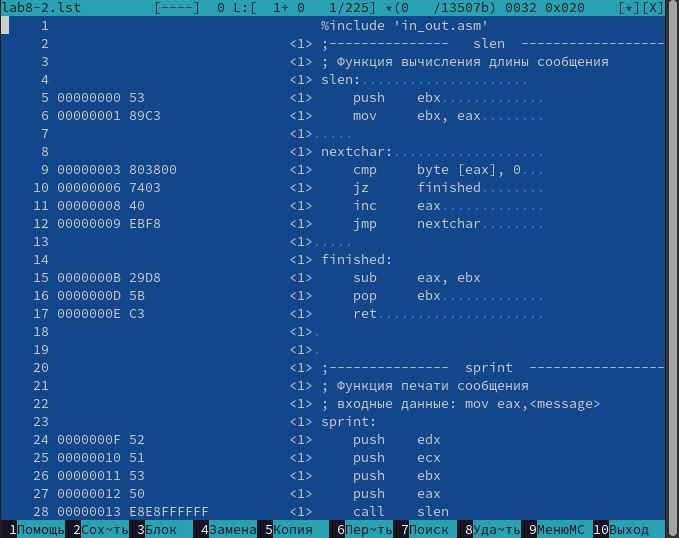 lab8-2.lst [----] 0 L:[ 1+ 0 1/225] *(0 /13507b) 0032 0x020 [*][X]
1 %include 'in_out.asm'
2 <1> ;--------------- slen ------------------
3 <1> ; Функция вычисления длины сообщения
4 <1> slen:.....................
5 00000000 53 <1> push ebx.............
6 00000001 89C3 <1> mov ebx, eax........
7 <1>.....
8 <1> nextchar:...................
9 00000003 803800 <1> cmp byte [eax], 0...
10 00000006 7403 <1> jz finished........
11 00000008 40 <1> inc eax.............
12 00000009 EBF8 <1> jmp nextchar........
13 <1>.....
14 <1> finished:
15 0000000B 29D8 <1> sub eax, ebx
16 0000000D 5B <1> pop ebx.............
17 0000000E C3 <1> ret.....................
18 <1>.
19 <1>.
20 <1> ;--------------- sprint -----------------
21 <1> ; Функция печати сообщения
22 <1> ; входные данные: mov eax,<message>
23 <1> sprint:
24 0000000F 52 <1> push edx
25 00000010 51 <1> push ecx
26 00000011 53 <1> push ebx
27 00000012 50 <1> push eax
28 00000013 E8E8FFFFFF <1> call slen
1Помощь 2Сох~ть 3Блок 4Замена 5Копия 6Пер~ть 7Поиск 8Уда~ть 9МенюMC 10Выход